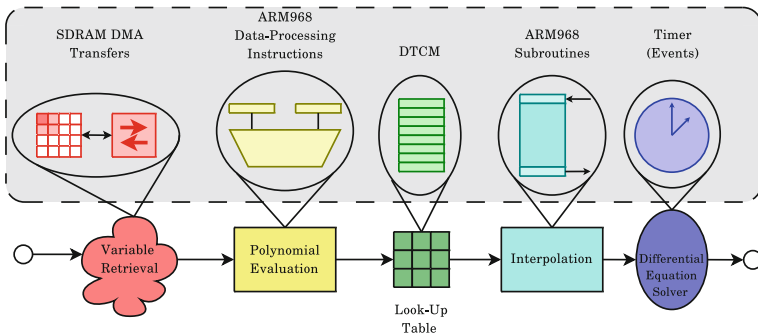 SDRAM DMA
Transfers
ARM968
Data-Processing
Instructions
DTCM
ARM968
Subroutines
Timer
(Events)
Variable
Retrieval
Polynomial
Evaluation
Look-Up
Table
Interpolation
Differential
Equation
Solver